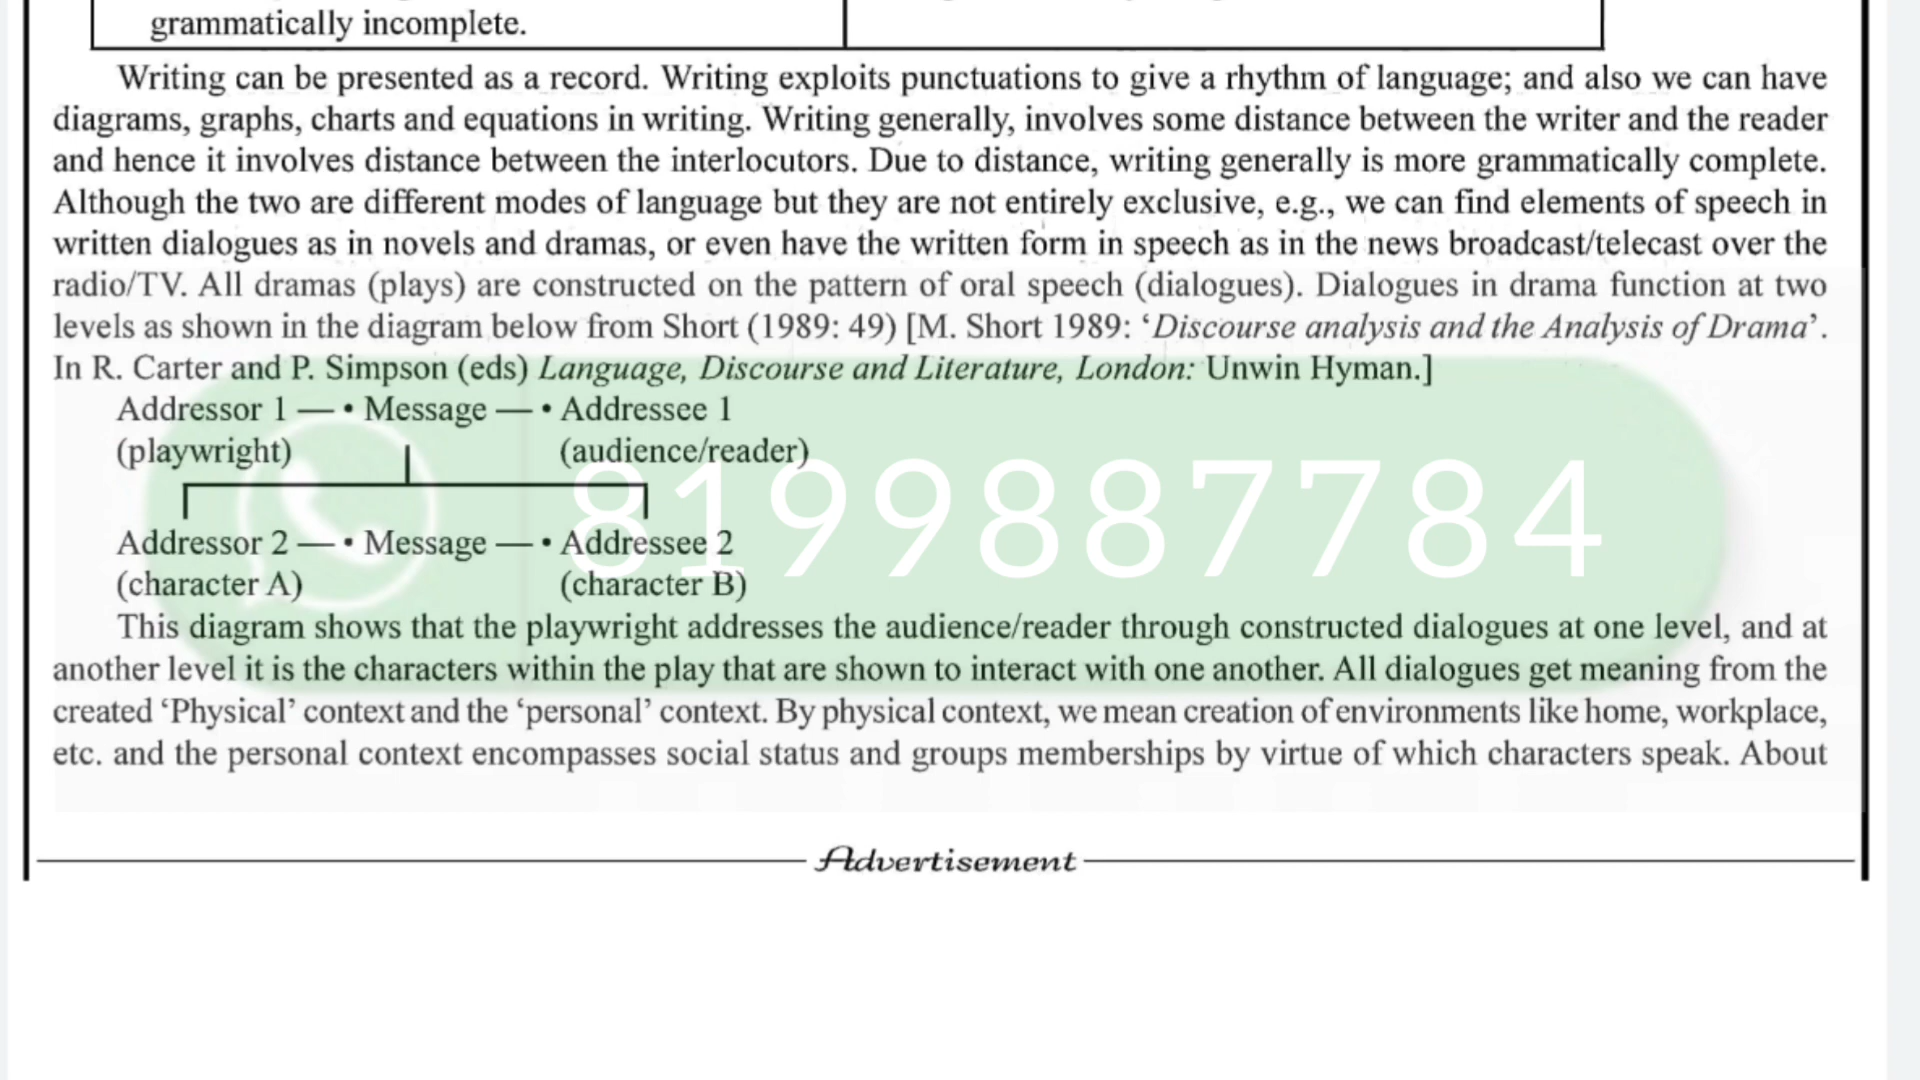 grammatically incomplete.
Writing can be presented as a record. Writing exploits punctuations to give a rhythm of language; and also we can have
diagrams, graphs, charts and equations in writing. Writing generally, involves some distance between the writer and the reader
and hence it involves distance between the interlocutors. Due to distance, writing generally is more grammatically complete.
Although the two are different modes of language but they are not entirely exclusive, e.g., we can find elements of speech in
written dialogues as in novels and dramas, or even have the written form in speech as in the news broadcast/telecast over the
radio/TV. All dramas (plays) are constructed on the pattern of oral speech (dialogues). Dialogues in drama function at two
levels as shown in the diagram below from Short (1989: 49) [M. Short 1989: ‘Discourse analysis and the Analysis of Drama’.
In R. Carter and P. Simpson (eds) Language, Discourse and Literature, London: Unwin Hyman.]
Addressor 1 — • Message — • Addressee 1
(playwright) (audience/reader)
8199887784
Addressor 2 — • Message — • Addressee 2
(character A) (character B)
This diagram shows that the playwright addresses the audience/reader through constructed dialogues at one level, and at
another level it is the characters within the play that are shown to interact with one another. All dialogues get meaning from the
created ‘Physical’ context and the ‘personal’ context. By physical context, we mean creation of environments like home, workplace,
etc. and the personal context encompasses social status and groups memberships by virtue of which characters speak. About
Advertisement